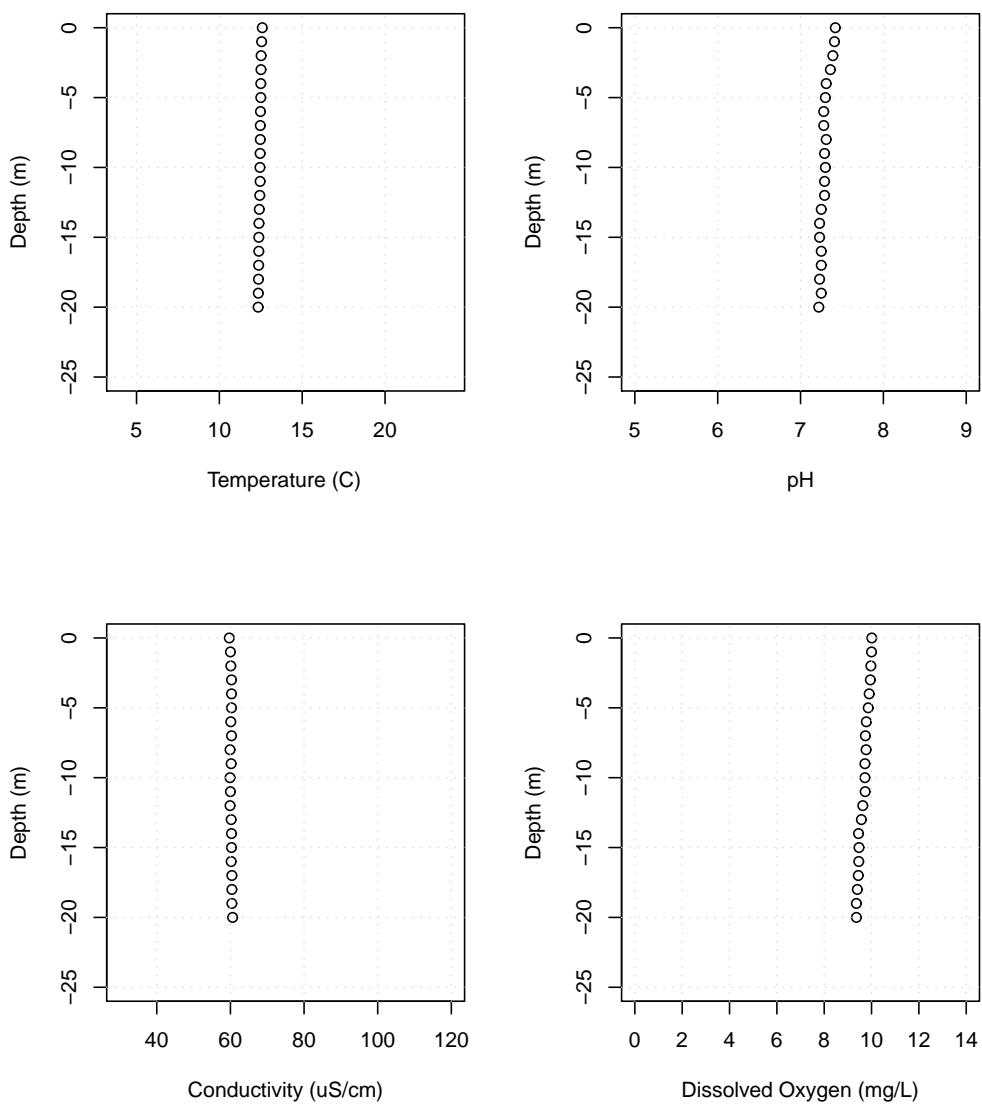 0
−5
−10
−15
−20
−25
Depth (m)
5 10 15 20
Temperature (C)
0
−5
−10
−15
−20
−25
Depth (m)
5 6 7 8 9
pH
0
−5
−10
−15
−20
−25
Depth (m)
40 60 80 100 120
Conductivity (uS/cm)
0
−5
−10
−15
−20
−25
Depth (m)
0 2 4 6 8 10 12 14
Dissolved Oxygen (mg/L)